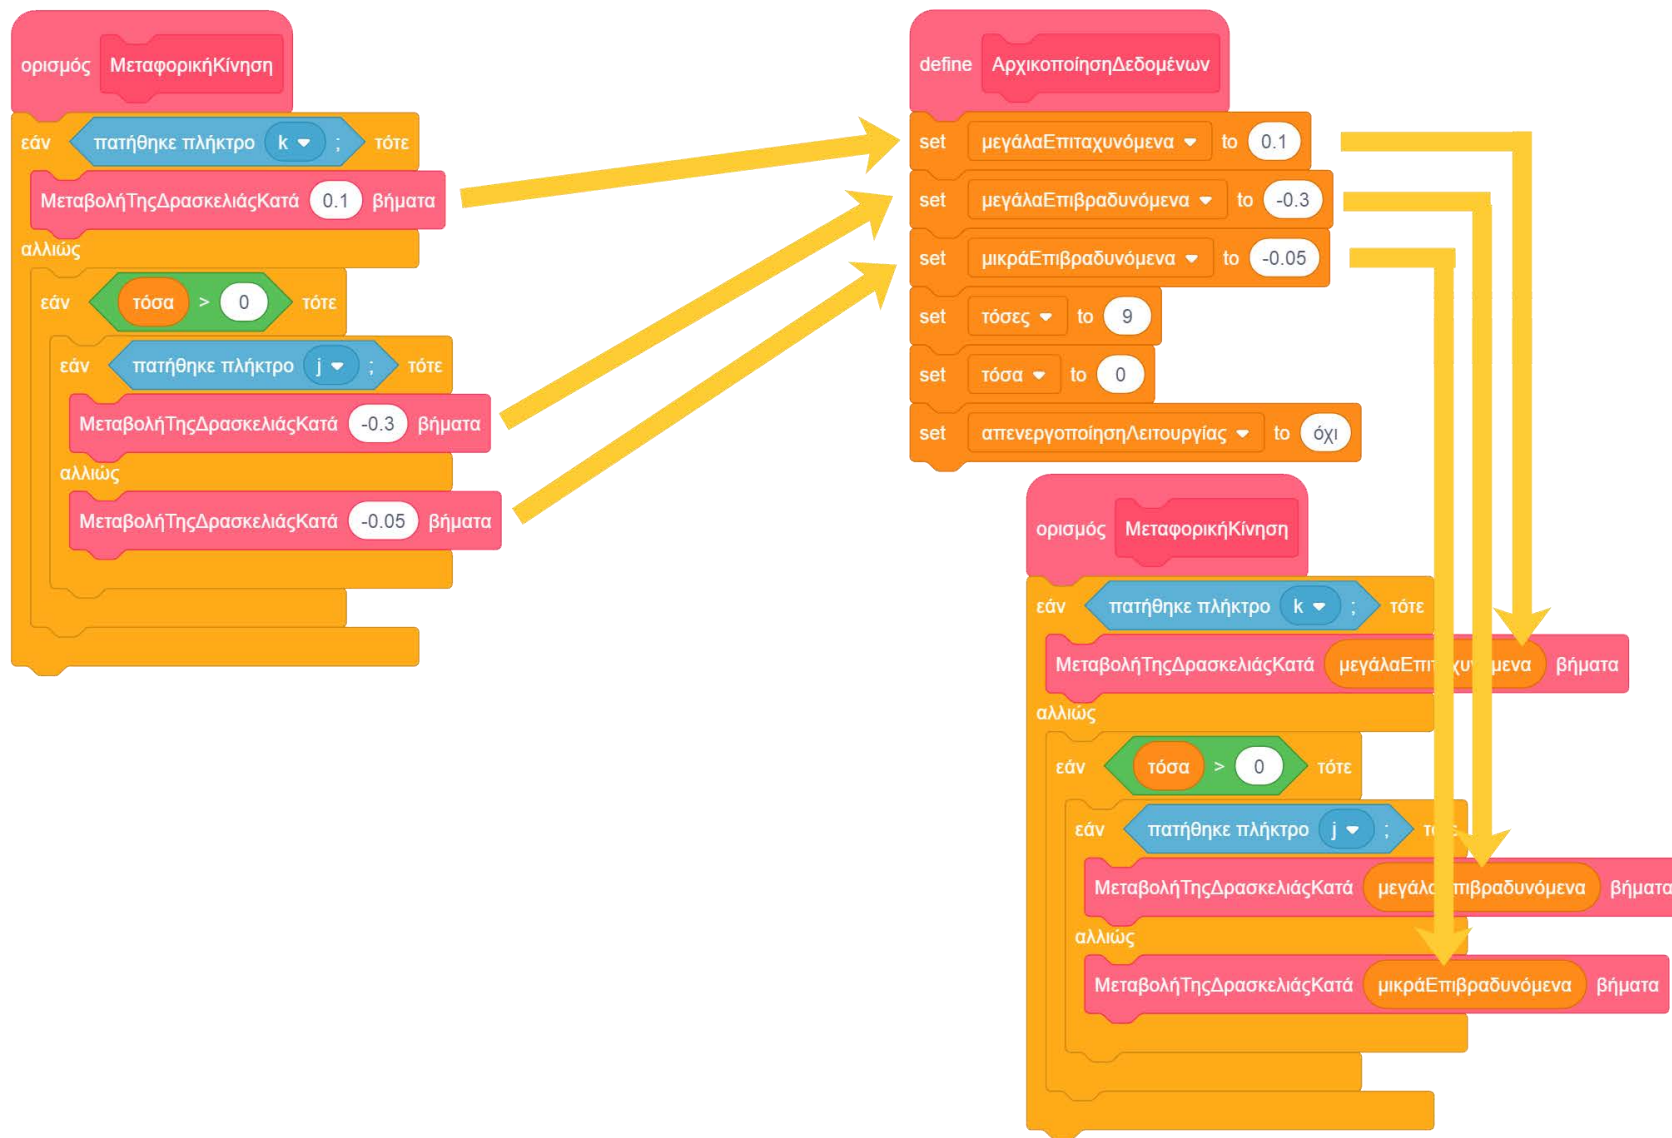 ορισμός ΜεταφορικήΚίνηση
εάν πατήθηκε πλήκτρο k ; τότε
ΜεταβολήΤηςΔρασκελιάςΚατά 0.1 βήματα
αλλιώς
εάν τόσα > 0 τότε
εάν πατήθηκε πλήκτρο j ; τότε
ΜεταβολήΤηςΔρασκελιάςΚατά -0.3 βήματα
αλλιώς
ΜεταβολήΤηςΔρασκελιάςΚατά -0.05 βήματα
define ΑρχικοποίησηΔεδομένων
set μεγάλαΕπιταχυνόμενα to 0.1
set μεγάλαΕπιβραδυνόμενα to -0.3
set μικράΕπιβραδυνόμενα to -0.05
set τόσες to 9
set τόσα to 0
set απενεργοποίησηΛειτουργίας to όχι
ορισμός ΜεταφορικήΚίνηση
εάν πατήθηκε πλήκτρο k ; τότε
ΜεταβολήΤηςΔρασκελιάςΚατά μεγάλαΕπιταχυνόμενα βήματα
αλλιώς
εάν τόσα > 0 τότε
εάν πατήθηκε πλήκτρο j ; τότε
ΜεταβολήΤηςΔρασκελιάςΚατά μεγάλαΕπιβραδυνόμενα βήματα
αλλιώς
ΜεταβολήΤηςΔρασκελιάςΚατά μικράΕπιβραδυνόμενα βήματα